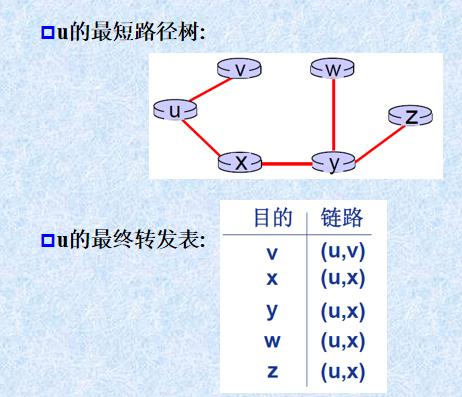 u的最短路径树:
v w
u z
x y
u的最终转发表:
目的 链路
v (u,v)
x (u,x)
y (u,x)
w (u,x)
z (u,x)